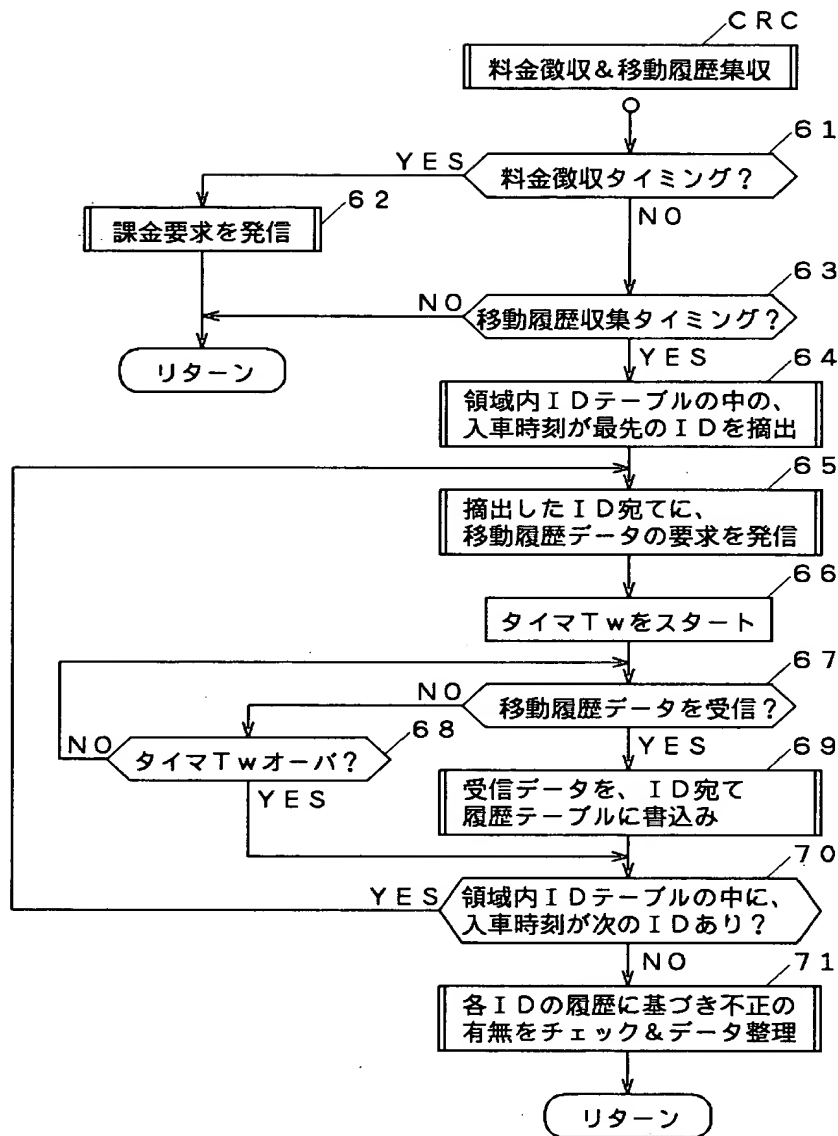 CRC
料金徴収&移動履歴集収
61
料金徴収タイミング?
YES
NO
62
課金要求を発信
63
移動履歴収集タイミング?
NO
YES
リターン
64
領域内IDテーブルの中の、
入車時刻が最先のIDを摘出
65
摘出したID宛てに、
移動履歴データの要求を発信
66
タイマTwをスタート
67
移動履歴データを受信?
NO
YES
68
タイマTwオーバ?
NO
YES
69
受信データを、ID宛て
履歴テーブルに書込み
70
領域内IDテーブルの中に、
入車時刻が次のIDあり?
YES
NO
71
各IDの履歴に基づき不正の
有無をチェック&データ整理
リターン